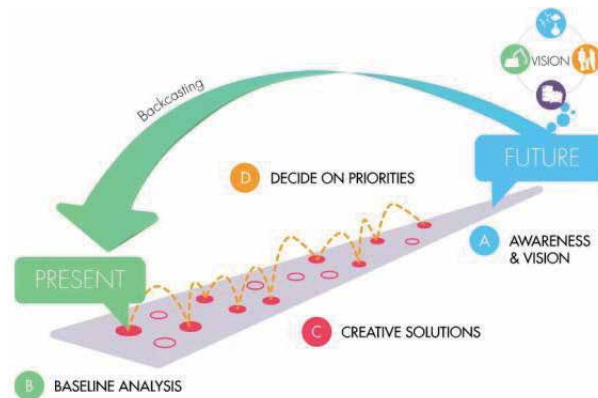 VISION
Backcasting
FUTURE
D DECIDE ON PRIORITIES
A AWARENESS
& VISION
PRESENT
C CREATIVE SOLUTIONS
B BASELINE ANALYSIS